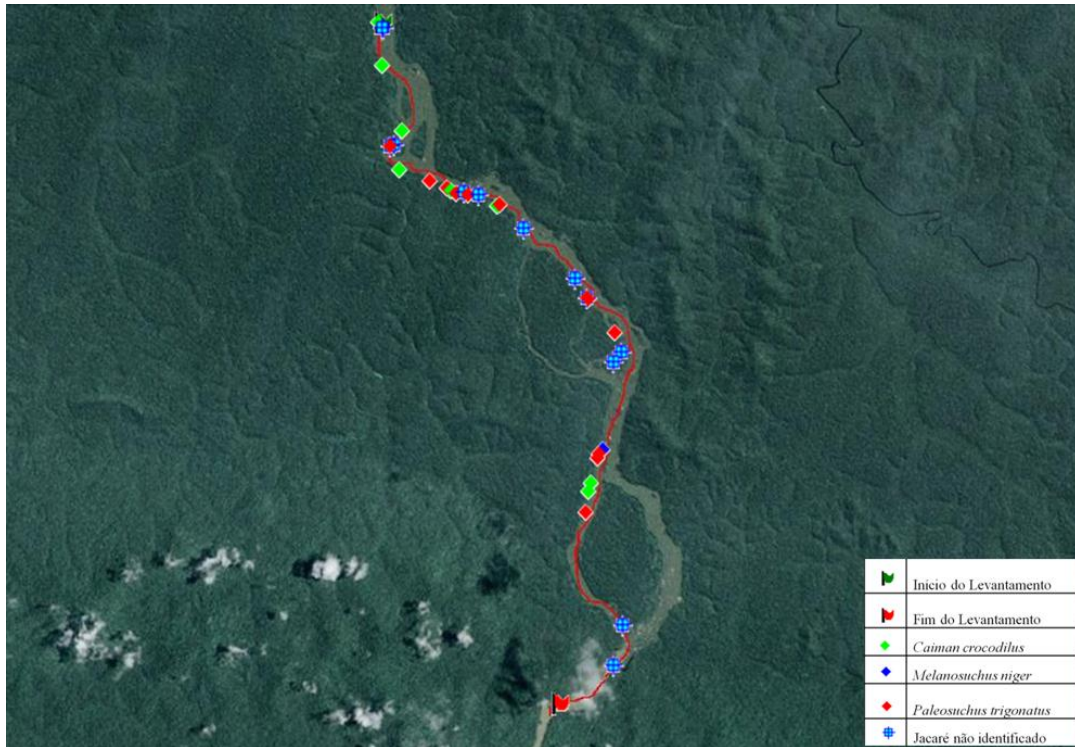 Início do Levantamento
Fim do Levantamento
Caiman crocodilus
Melanosuchus niger
Paleosuchus trigonatus
Jacaré não identificado